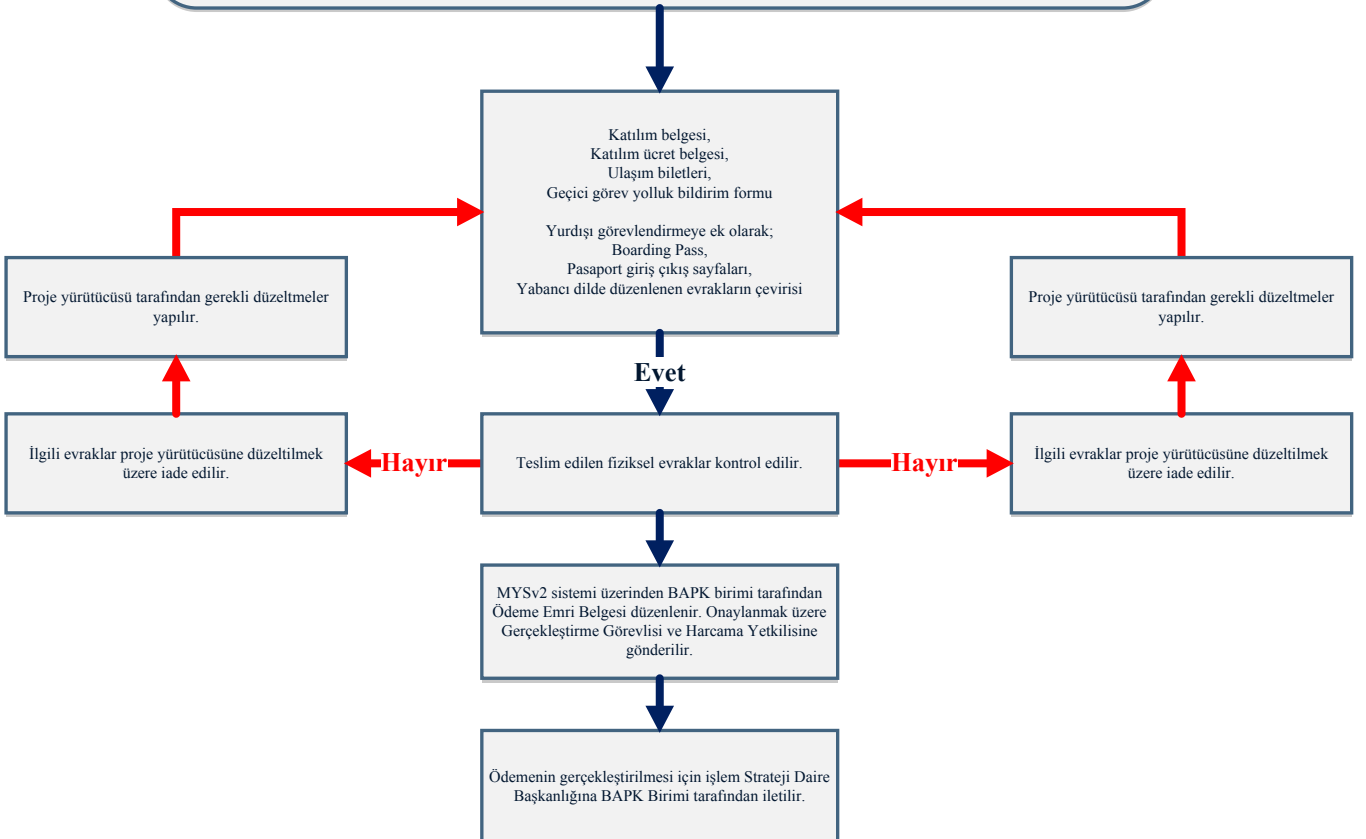 Katılım belgesi,
Katılım ücret belgesi,
Ulaşım biletleri,
Geçici görev yolluk bildirim formu
Yurdışı görevlendirmeye ek olarak;
Boarding Pass,
Pasaport giriş çıkış sayfaları,
Yabancı dilde düzenlenen evrakların çevirisi
Proje yürütücüsü tarafından gerekli düzeltmeler
yapılır.
Proje yürütücüsü tarafından gerekli düzeltmeler
yapılır.
Evet
İlgili evraklar proje yürütücüsüne düzeltilmek
üzere iade edilir.
Hayır
Teslim edilen fiziksel evraklar kontrol edilir.
Hayır
İlgili evraklar proje yürütücüsüne düzeltilmek
üzere iade edilir.
MYSv2 sistemi üzerinden BAPK birimi tarafından
Ödeme Emri Belgesi düzenlenir. Onaylanmak üzere
Gerçekleştirme Görevlisi ve Harcama Yetkilisine
gönderilir.
Ödemenin gerçekleştirilmesi için işlem Strateji Daire
Başkanlığına BAPK Birimi tarafından iletilir.